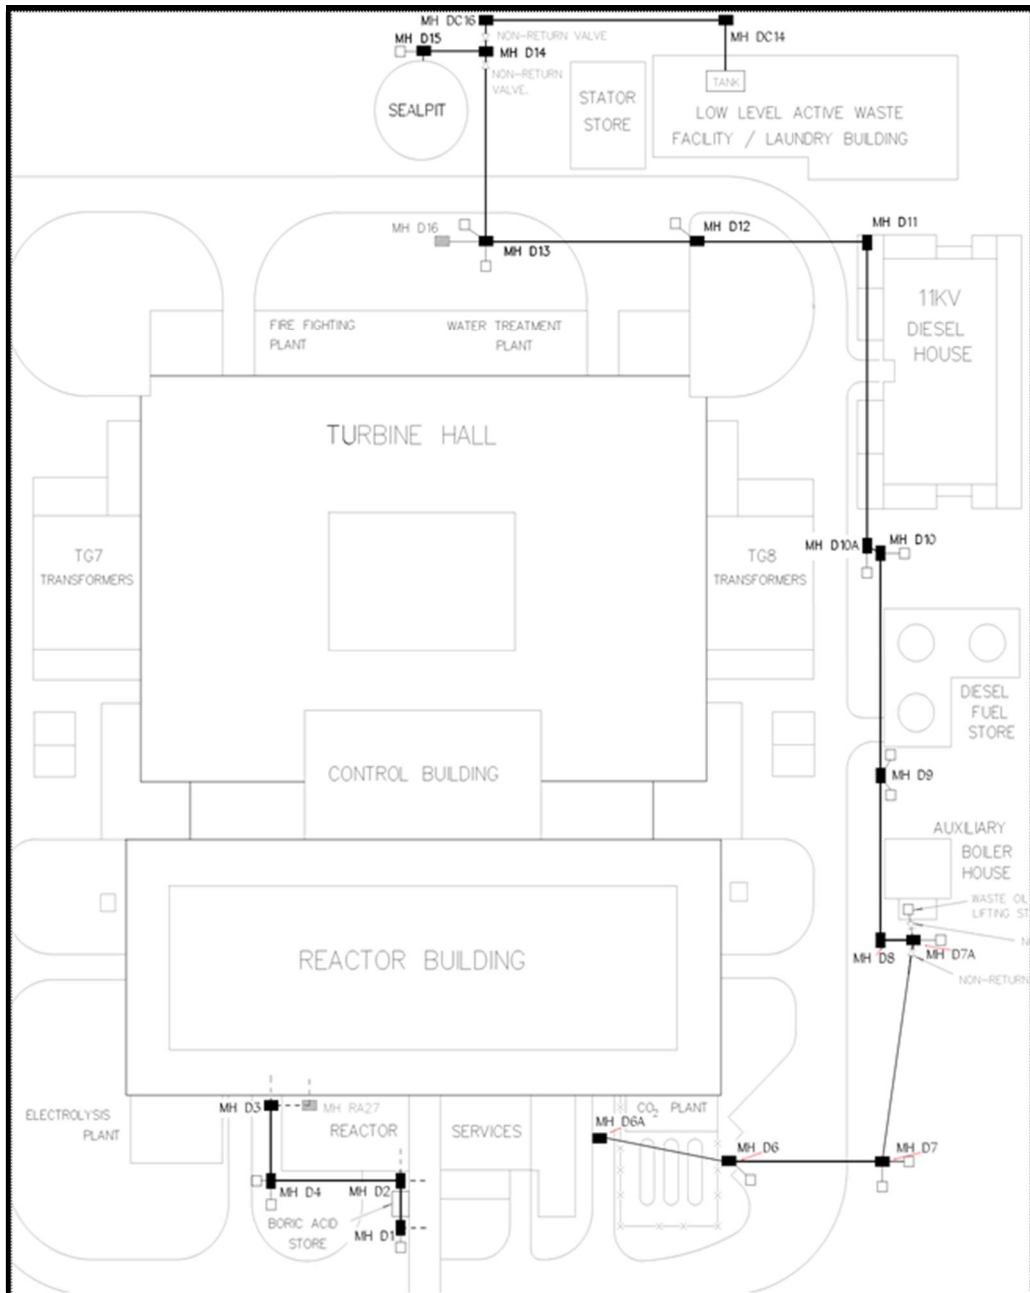 MH DC16
NON-RETURN VALVE
MH D15
MH D14
MH DC14
NON-RETURN
VALVE.
TANK
SEALPIT
STATOR
STORE
LOW LEVEL ACTIVE WASTE
FACILITY / LAUNDRY BUILDING
MH D16
MH D13
MH D12
MH D11
11KV
DIESEL
HOUSE
FIRE FIGHTING
PLANT
WATER TREATMENT
PLANT
TURBINE HALL
MH D10A
MH D10
TG7
TRANSFORMERS
TG8
TRANSFORMERS
DIESEL
FUEL
STORE
CONTROL BUILDING
MH D9
AUXILIARY
BOILER
HOUSE
WASTE OIL
LIFTING ST
N
REACTOR BUILDING
MH D8
MH D7A
NON-RETURN
MH D3
MH RA27
ELECTROLYSIS
PLANT
REACTOR
SERVICES
CO2 PLANT
MH D6A
MH D6
MH D7
MH D4
MH D2
BORIC ACID
STORE
MH D1